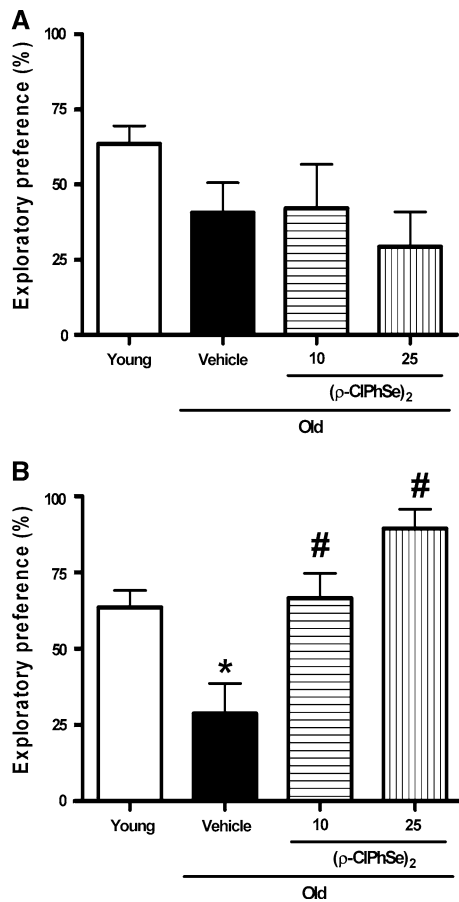 A
Exploratory preference (%)
100
75
50
25
0
Young Vehicle 10 25
(ρ-ClPhSe)2
Old
B
Exploratory preference (%)
100
75
50
25
0
#
#
*
Young Vehicle 10 25
(ρ-ClPhSe)2
Old